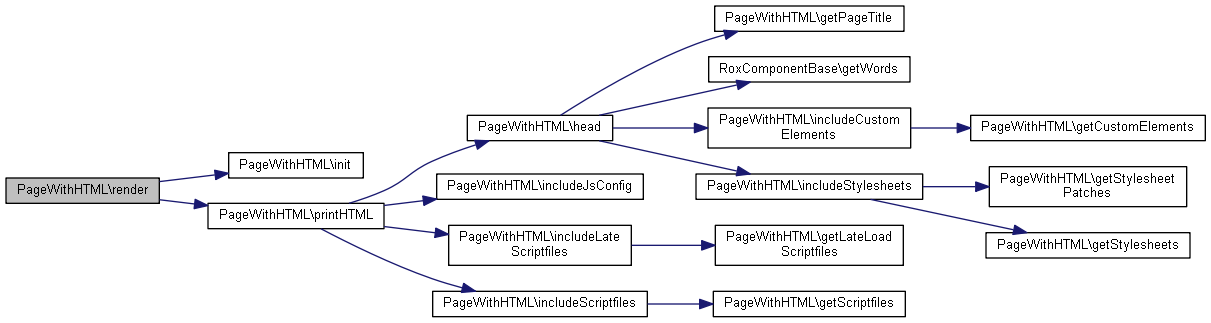 PageWithHTML\render
PageWithHTML\init
PageWithHTML\printHTML
PageWithHTML\head
PageWithHTML\includeJsConfig
PageWithHTML\includeLate
Scriptfiles
PageWithHTML\includeScriptfiles
PageWithHTML\getPageTitle
RoxComponentBase\getWords
PageWithHTML\includeCustom
Elements
PageWithHTML\includeStylesheets
PageWithHTML\getLateLoad
Scriptfiles
PageWithHTML\getScriptfiles
PageWithHTML\getCustomElements
PageWithHTML\getStylesheet
Patches
PageWithHTML\getStylesheets